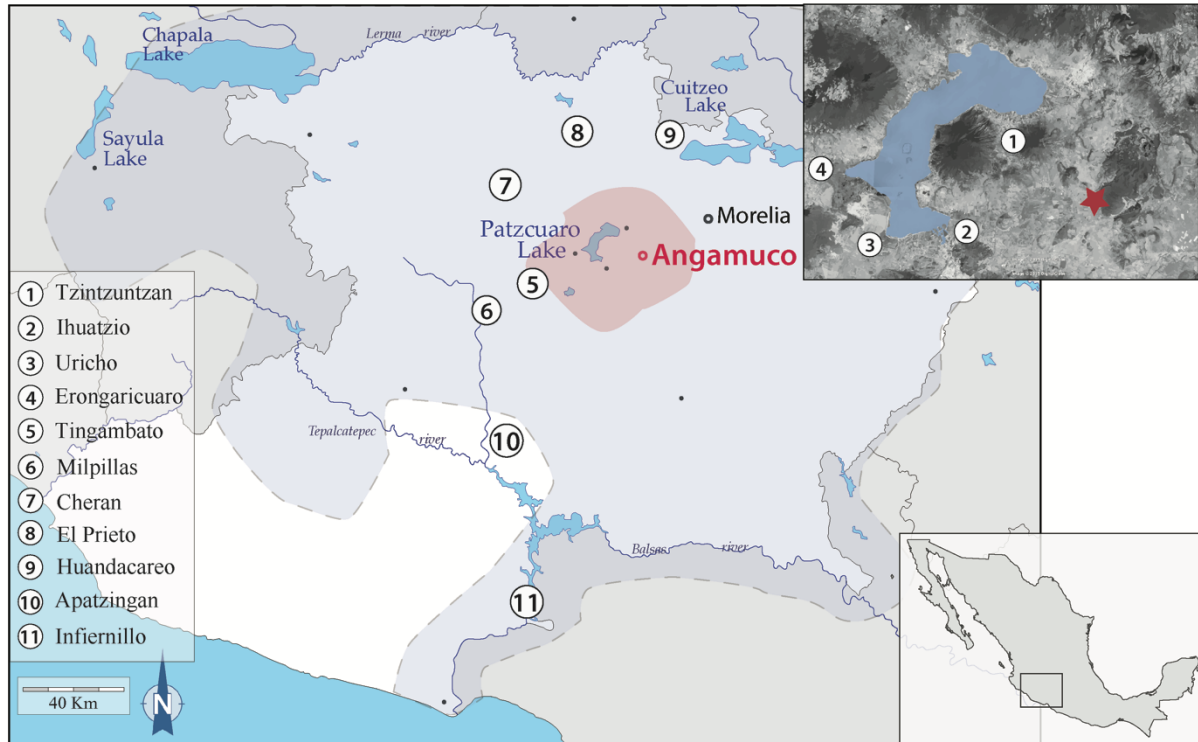 Chapala
Lake
Lerma river
Cuitzeo
Lake
Sayula
Lake
8
9
7
Patzcuaro
Lake
Morelia
Angamuco
5
6
Tepalcatepec river
10
Balsas river
11
1
4
3
2
1 Tzintzuntzan
2 Ihuatzio
3 Uricho
4 Erongaricuaro
5 Tingambato
6 Milpillas
7 Cheran
8 El Prieto
9 Huandacareo
10 Apatzingan
11 Infiernillo
40 Km
N